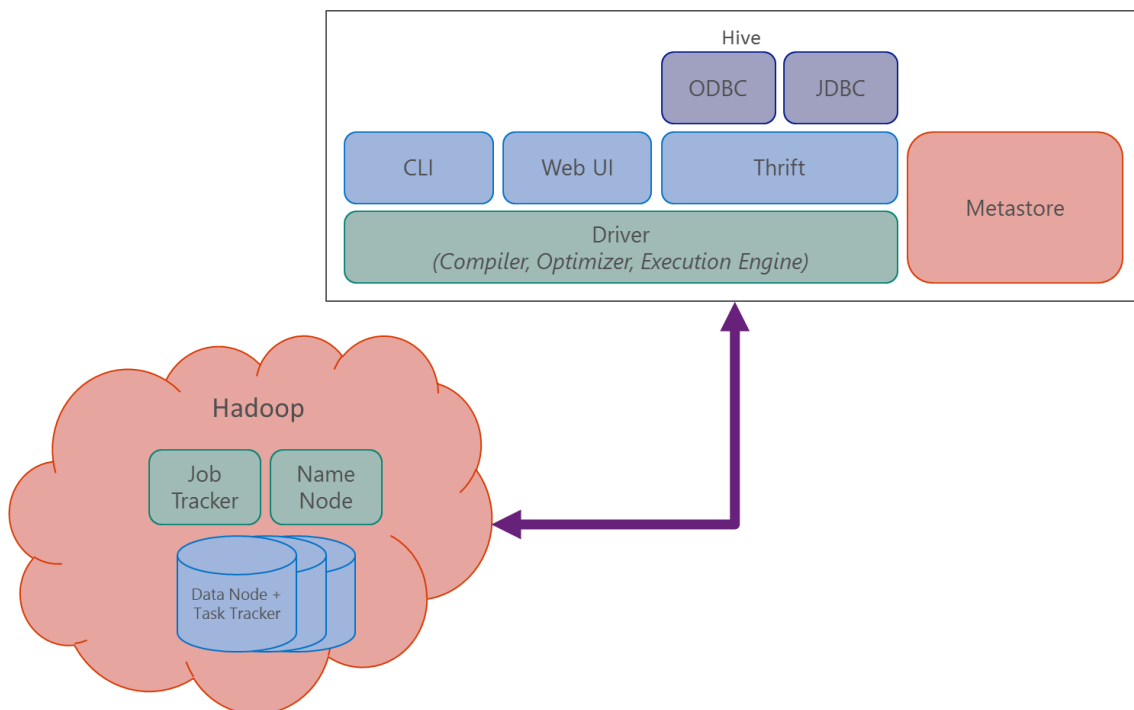 Hive
ODBC
JDBC
CLI
Web UI
Thrift
Metastore
Driver
(Compiler, Optimizer, Execution Engine)
Hadoop
Job
Tracker
Name
Node
Data Node +
Task Tracker